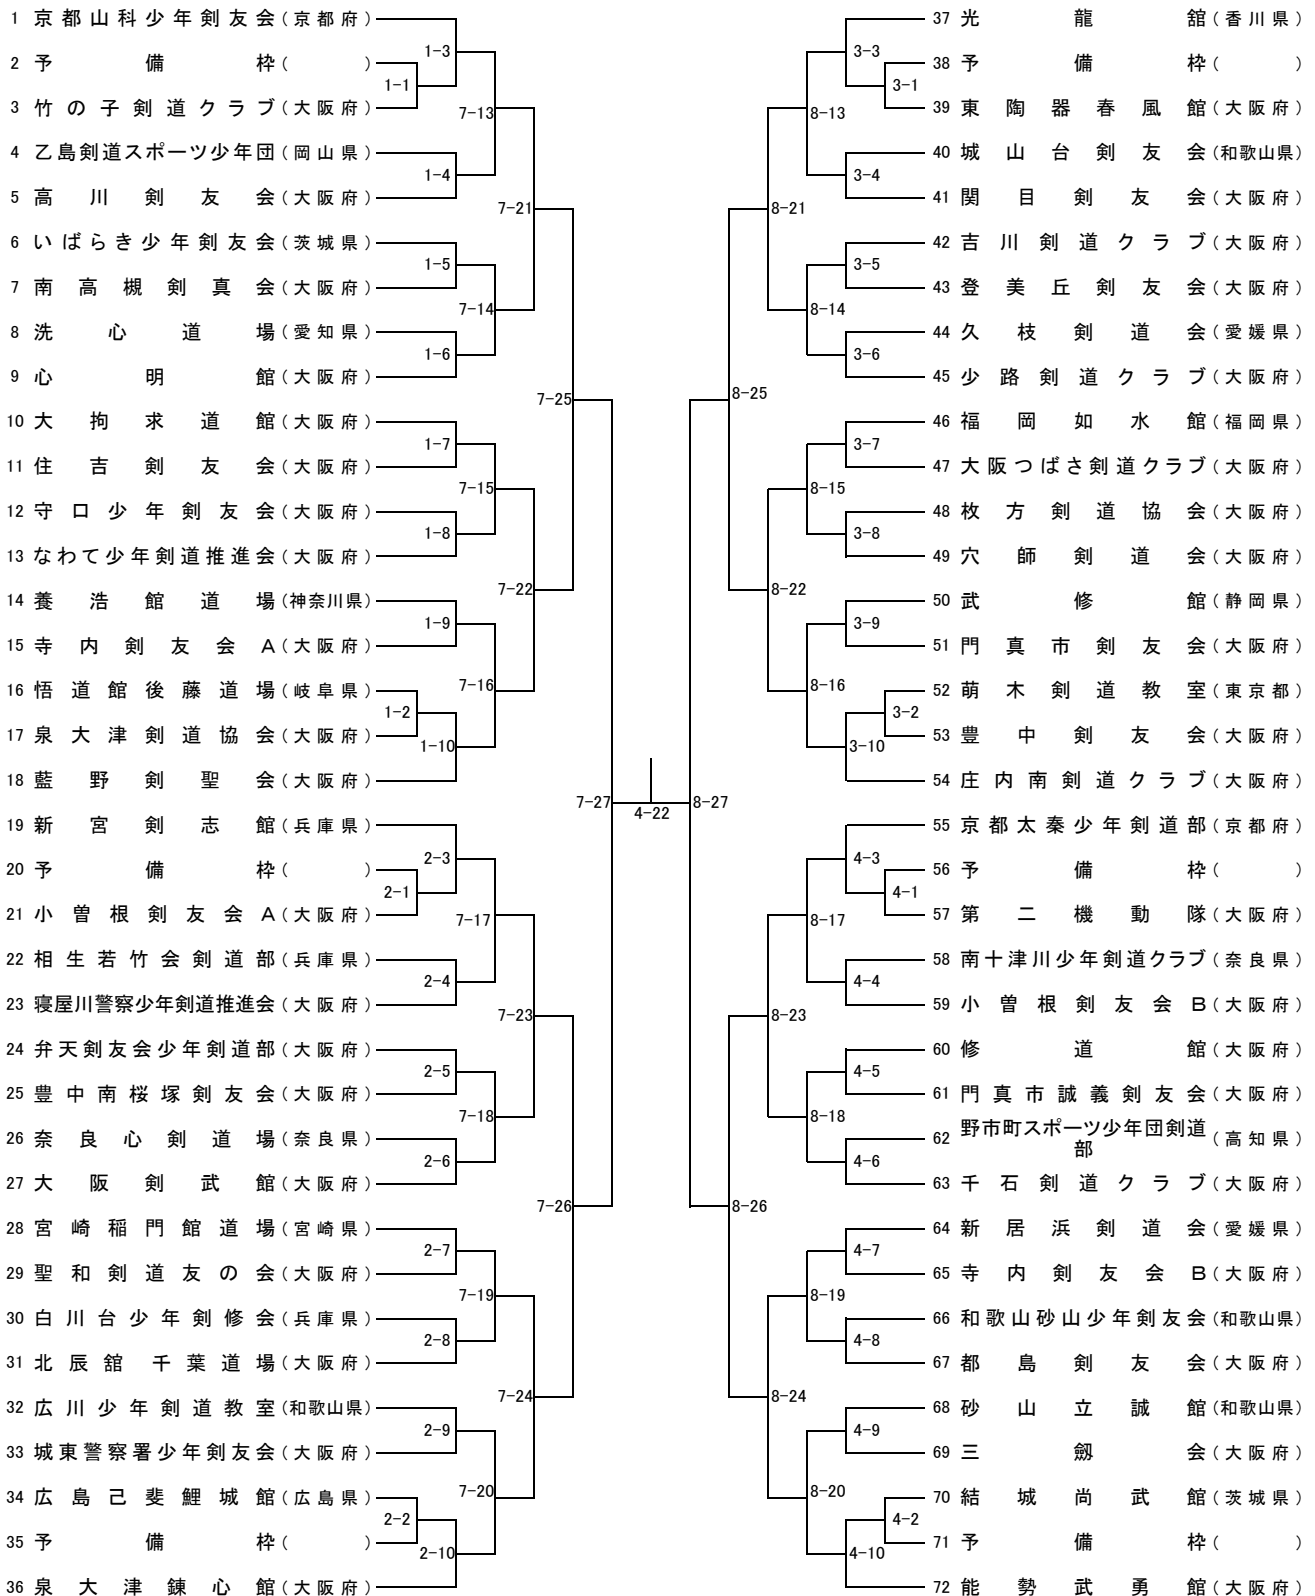 1 京都山科少年剣友会(京都府)
2 予備枠( )
3 竹の子剣道クラブ(大阪府)
4 乙島剣道スポーツ少年団(岡山県)
5 高川剣友会(大阪府)
6 いばらき少年剣友会(茨城県)
7 南高槻剣真会(大阪府)
8 洗心道場(愛知県)
9 心明館(大阪府)
10 大拘求道館(大阪府)
11 住吉剣友会(大阪府)
12 守口少年剣友会(大阪府)
13 なわて少年剣道推進会(大阪府)
14 養浩館道場(神奈川県)
15 寺内剣友会A(大阪府)
16 悟道館後藤道場(岐阜県)
17 泉大津剣道協会(大阪府)
18 藍野剣聖会(大阪府)
19 新宮剣志館(兵庫県)
20 予備枠( )
21 小曽根剣友会A(大阪府)
22 相生若竹会剣道部(兵庫県)
23 寝屋川警察少年剣道推進会(大阪府)
24 弁天剣友会少年剣道部(大阪府)
25 豊中南桜塚剣友会(大阪府)
26 奈良心剣道場(奈良県)
27 大阪剣武館(大阪府)
28 宮崎稲門館道場(宮崎県)
29 聖和剣道友の会(大阪府)
30 白川台少年剣修会(兵庫県)
31 北辰舘 千葉道場(大阪府)
32 広川少年剣道教室(和歌山県)
33 城東警察署少年剣友会(大阪府)
34 広島己斐鯉城館(広島県)
35 予備枠( )
36 泉大津錬心館(大阪府)
1-1
1-2
1-3
1-4
1-5
1-6
1-7
1-8
1-9
1-10
2-1
2-2
2-3
2-4
2-5
2-6
2-7
2-8
2-9
2-10
7-13
7-14
7-15
7-16
7-17
7-18
7-19
7-20
7-21
7-22
7-23
7-24
7-25
7-26
7-27
4-22
8-27
8-25
8-26
8-21
8-22
8-23
8-24
8-13
8-14
8-15
8-16
8-17
8-18
8-19
8-20
3-3
3-4
3-5
3-6
3-7
3-8
3-9
3-10
3-1
3-2
4-3
4-4
4-5
4-6
4-7
4-8
4-9
4-10
4-1
4-2
37 光龍館(香川県)
38 予備枠( )
39 東陶器春風館(大阪府)
40 城山台剣友会(和歌山県)
41 関目剣友会(大阪府)
42 吉川剣道クラブ(大阪府)
43 登美丘剣友会(大阪府)
44 久枝剣道会(愛媛県)
45 少路剣道クラブ(大阪府)
46 福岡如水館(福岡県)
47 大阪つばさ剣道クラブ(大阪府)
48 枚方剣道協会(大阪府)
49 穴師剣道会(大阪府)
50 武修館(静岡県)
51 門真市剣友会(大阪府)
52 萌木剣道教室(東京都)
53 豊中剣友会(大阪府)
54 庄内南剣道クラブ(大阪府)
55 京都太秦少年剣道部(京都府)
56 予備枠( )
57 第二機動隊(大阪府)
58 南十津川少年剣道クラブ(奈良県)
59 小曽根剣友会B(大阪府)
60 修道館(大阪府)
61 門真市誠義剣友会(大阪府)
62 野市町スポーツ少年団剣道
部(高知県)
63 千石剣道クラブ(大阪府)
64 新居浜剣道会(愛媛県)
65 寺内剣友会B(大阪府)
66 和歌山砂山少年剣友会(和歌山県)
67 都島剣友会(大阪府)
68 砂山立誠館(和歌山県)
69 三劔会(大阪府)
70 結城尚武館(茨城県)
71 予備枠( )
72 能勢武勇館(大阪府)